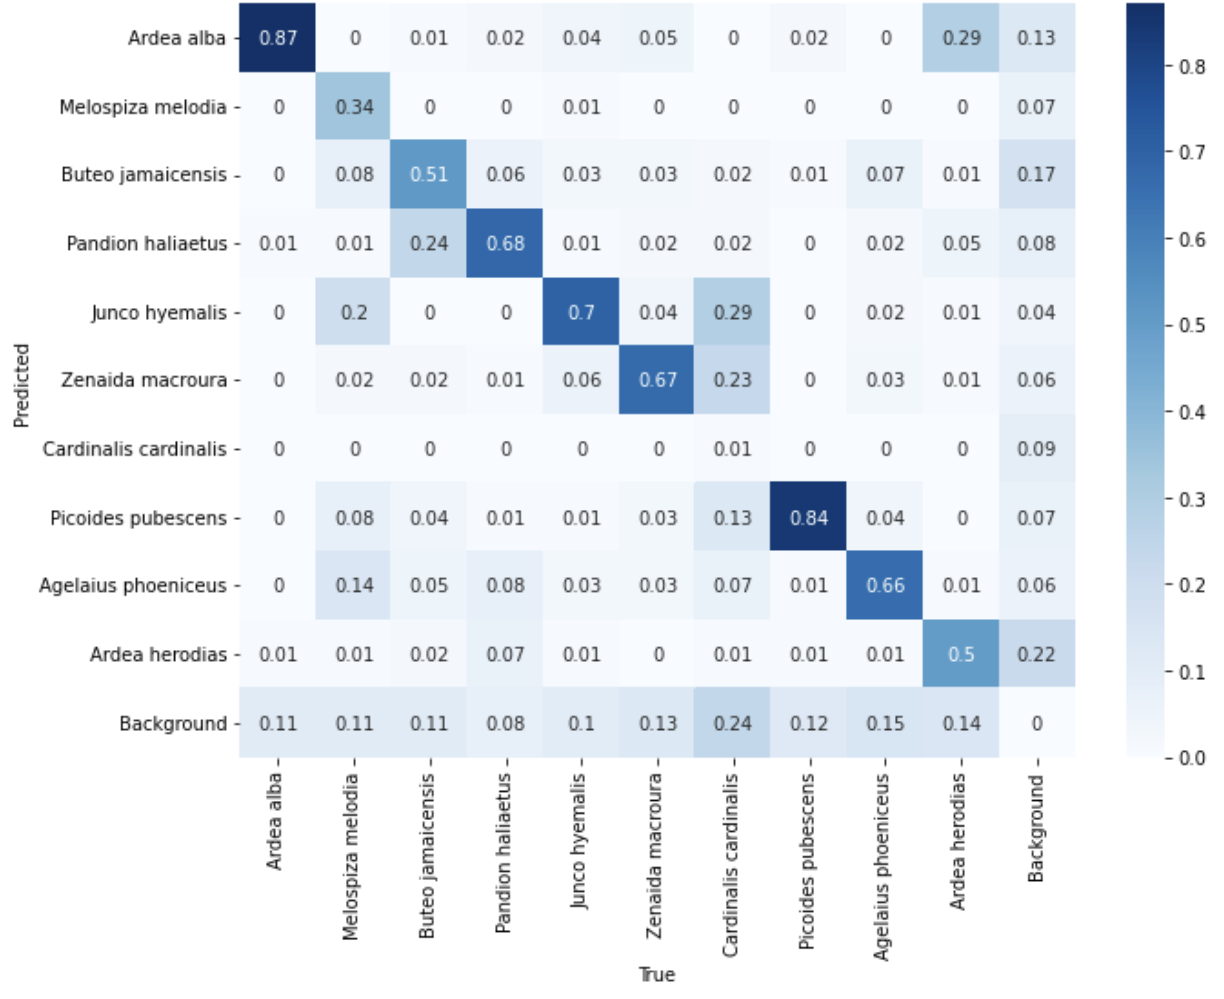 Ardea alba 0.87 0 0.01 0.02 0.04 0.05 0 0.02 0 0.29 0.13
Melospiza melodia 0 0.34 0 0 0.01 0 0 0 0 0 0.07
Buteo jamaicensis 0 0.08 0.51 0.06 0.03 0.03 0.02 0.01 0.07 0.01 0.17
Pandion haliaetus 0.01 0.01 0.24 0.68 0.01 0.02 0.02 0 0.02 0.05 0.08
Junco hyemalis 0 0.2 0 0 0.7 0.04 0.29 0 0.02 0.01 0.04
Zenaida macroura 0 0.02 0.02 0.01 0.06 0.67 0.23 0 0.03 0.01 0.06
Cardinalis cardinalis 0 0 0 0 0 0 0.01 0 0 0 0.09
Picoides pubescens 0 0.08 0.04 0.01 0.01 0.03 0.13 0.84 0.04 0 0.07
Agelaius phoeniceus 0 0.14 0.05 0.08 0.03 0.03 0.07 0.01 0.66 0.01 0.06
Ardea herodias 0.01 0.01 0.02 0.07 0.01 0 0.01 0.01 0.01 0.5 0.22
Background 0.11 0.11 0.11 0.08 0.1 0.13 0.24 0.12 0.15 0.14 0
Predicted
Ardea alba
Melospiza melodia
Buteo jamaicensis
Pandion haliaetus
Junco hyemalis
Zenaida macroura
Cardinalis cardinalis
Picoides pubescens
Agelaius phoeniceus
Ardea herodias
Background
True
0.8
0.7
0.6
0.5
0.4
0.3
0.2
0.1
0.0